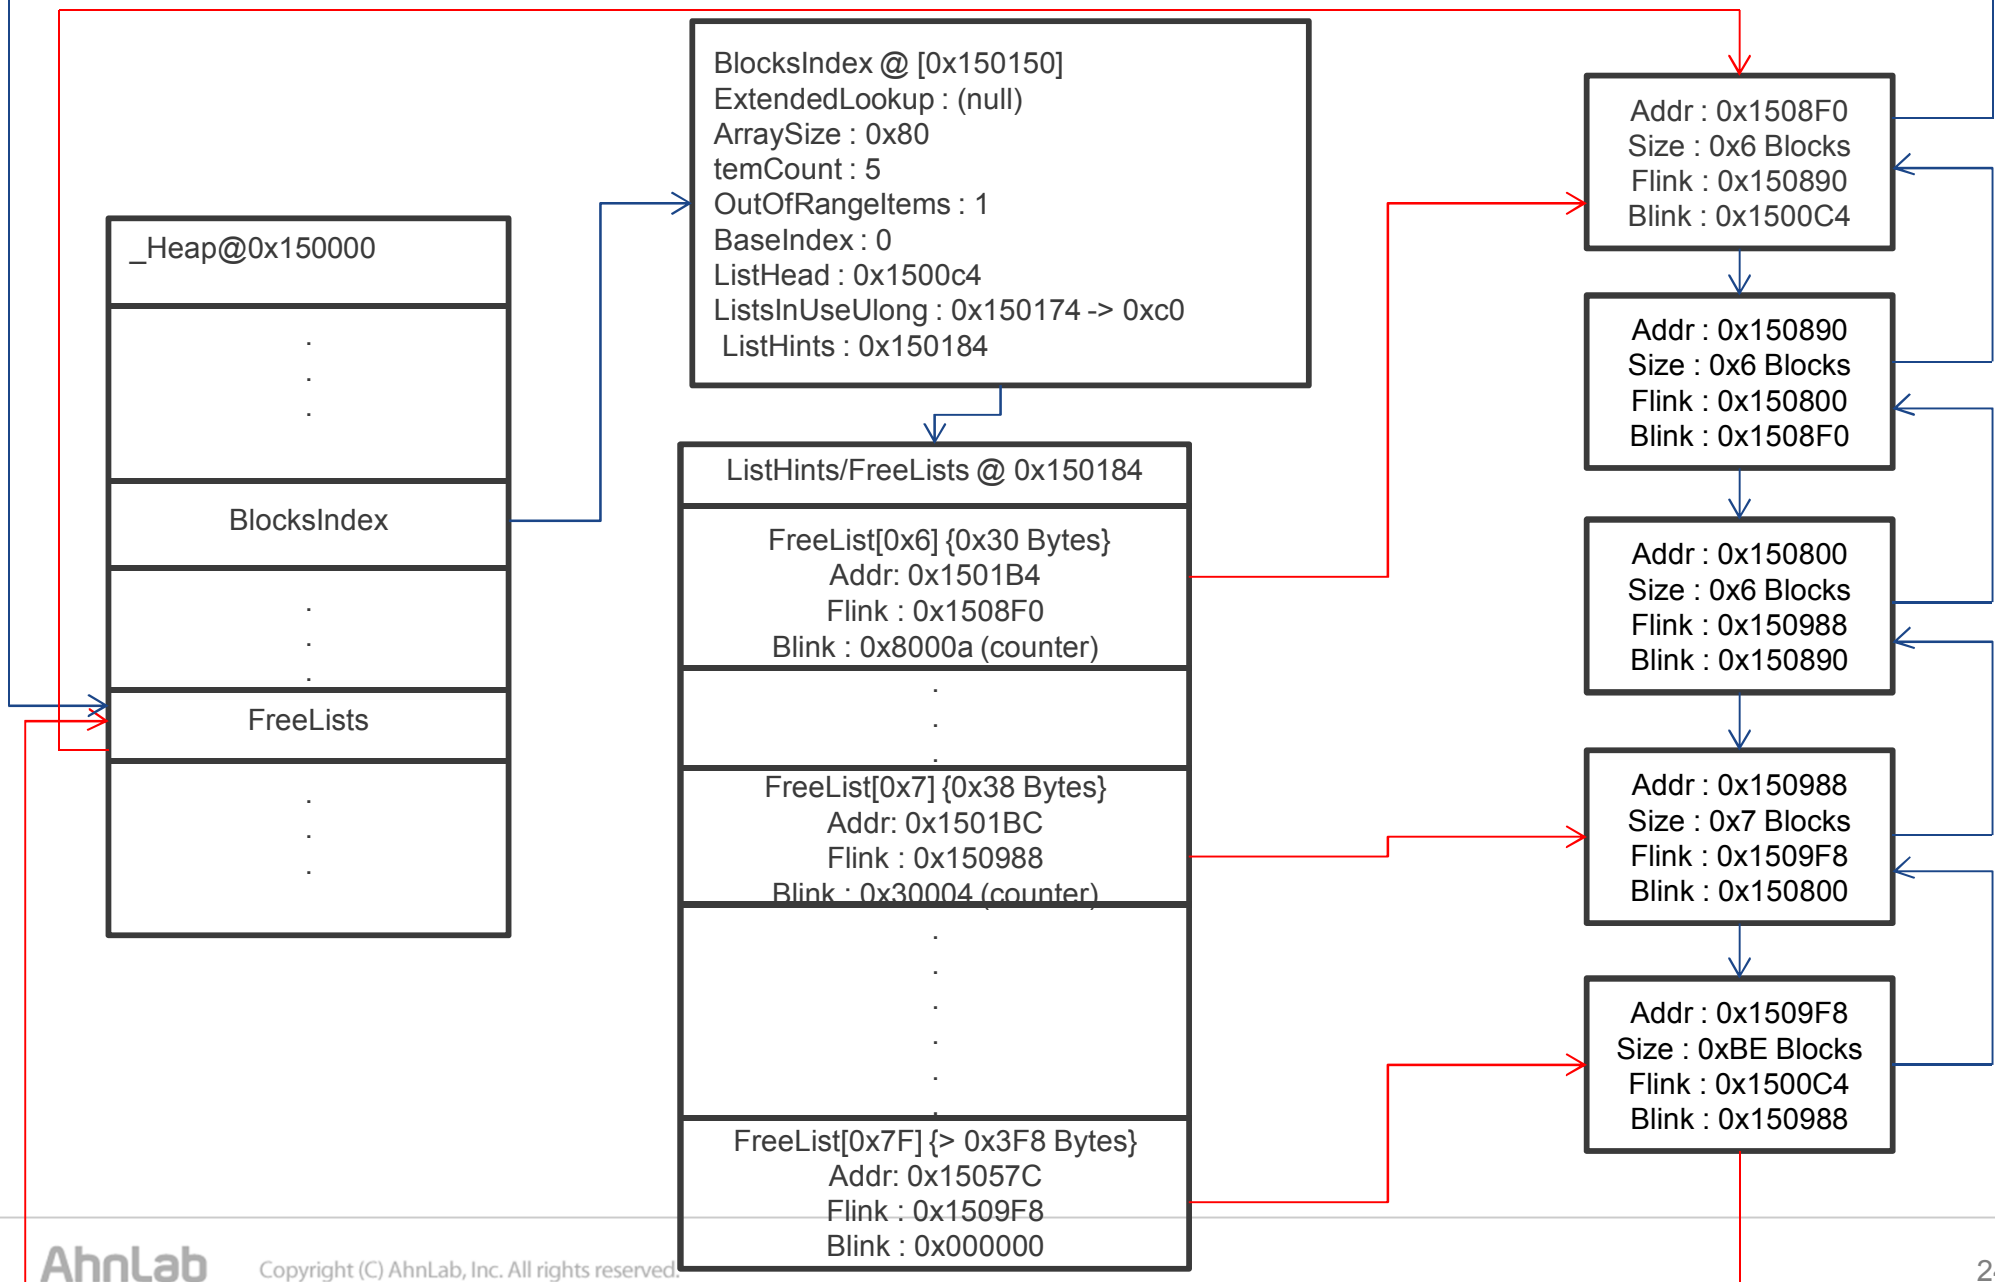 BlocksIndex @ [0x150150]
ExtendedLookup : (null)
ArraySize : 0x80
temCount : 5
OutOfRangeItems : 1
BaseIndex : 0
ListHead : 0x1500c4
ListsInUseUlong : 0x150174 -> 0xc0
ListHints : 0x150184
_Heap@0x150000
.
.
.
BlocksIndex
.
.
.
FreeLists
.
.
.
ListHints/FreeLists @ 0x150184
FreeList[0x6] {0x30 Bytes}
Addr: 0x1501B4
Flink : 0x1508F0
Blink : 0x8000a (counter)
.
.
.
FreeList[0x7] {0x38 Bytes}
Addr: 0x1501BC
Flink : 0x150988
Blink : 0x30004 (counter)
.
.
.
.
.
.
FreeList[0x7F] {> 0x3F8 Bytes}
Addr: 0x15057C
Flink : 0x1509F8
Blink : 0x000000
Addr : 0x1508F0
Size : 0x6 Blocks
Flink : 0x150890
Blink : 0x1500C4
Addr : 0x150890
Size : 0x6 Blocks
Flink : 0x150800
Blink : 0x1508F0
Addr : 0x150800
Size : 0x6 Blocks
Flink : 0x150988
Blink : 0x150890
Addr : 0x150988
Size : 0x7 Blocks
Flink : 0x1509F8
Blink : 0x150800
Addr : 0x1509F8
Size : 0xBE Blocks
Flink : 0x1500C4
Blink : 0x150988
AhnLab
Copyright (C) AhnLab, Inc. All rights reserved.